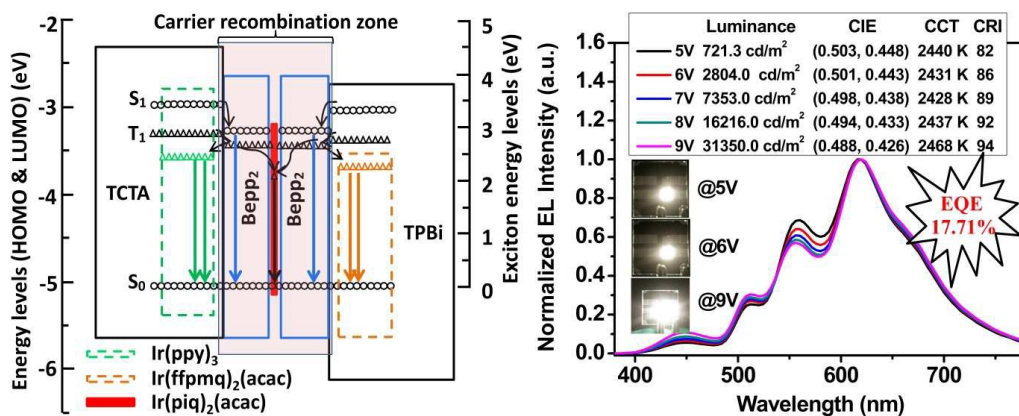 Carrier recombination zone
Energy levels (HOMO & LUMO) (eV)
-2
-3
-4
-5
-6
S1
T1
S0
TCTA
Bepp2
Bepp2
TPBi
5
4
3
2
1
0
Exciton energy levels (eV)
Ir(ppy)3
Ir(ffpmq)2(acac)
Ir(piq)2(acac)
Luminance CIE CCT CRI
5V 721.3 cd/m2 (0.503, 0.448) 2440 K 82
6V 2804.0 cd/m2 (0.501, 0.443) 2431 K 86
7V 7353.0 cd/m2 (0.498, 0.438) 2428 K 89
8V 16216.0 cd/m2 (0.494, 0.433) 2437 K 92
9V 31350.0 cd/m2 (0.488, 0.426) 2468 K 94
@5V
@6V
@9V
EQE
17.71%
Normalized EL Intensity (a.u.)
1.0
0.8
0.6
0.4
0.2
0.0
400 500 600 700
Wavelength (nm)